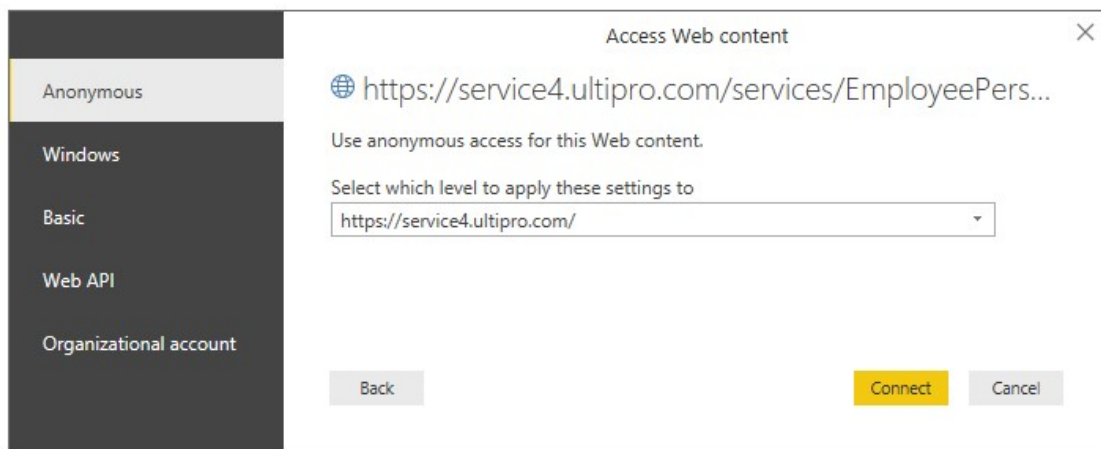 Access Web content
Anonymous
Windows
Basic
Web API
Organizational account
https://service4.ultipro.com/services/EmployeePers...
Use anonymous access for this Web content.
Select which level to apply these settings to
https://service4.ultipro.com/
Back
Connect
Cancel